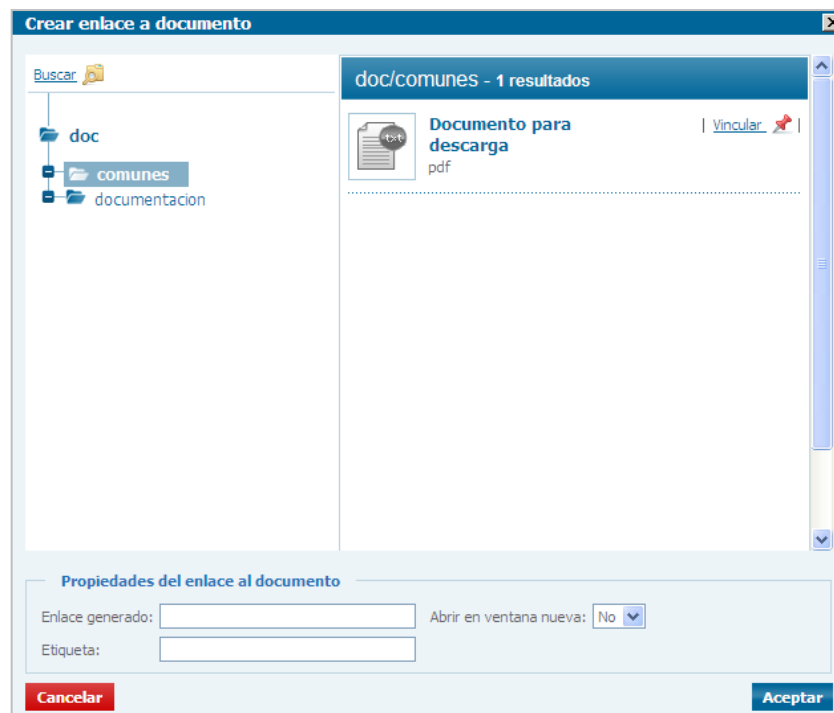 Crear enlace a documento
Buscar
doc
comunes
documentacion
doc/comunes - 1 resultados
txt
Documento para descarga
pdf
| Vincular |
Propiedades del enlace al documento
Enlace generado:
Abrir en ventana nueva: No
Etiqueta:
Cancelar
Aceptar